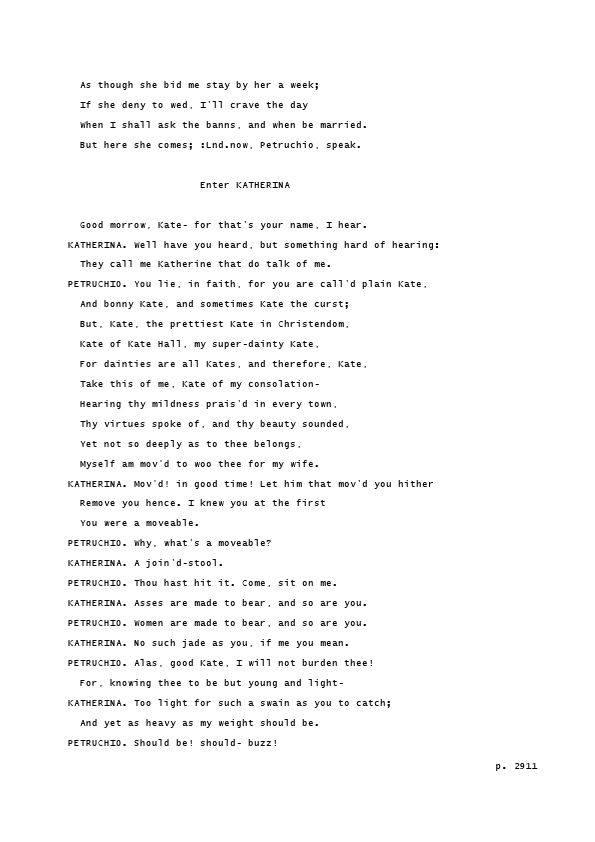 As though she bid me stay by her a week;
If she deny to wed, I'll crave the day
When I shall ask the banns, and when be married.
But here she comes; :Lnd.now, Petruchio, speak.
Enter KATHERINA
Good morrow, Kate- for that's your name, I hear.
KATHERINA. Well have you heard, but something hard of hearing:
They call me Katherine that do talk of me.
PETRUCHIO. You lie, in faith, for you are call'd plain Kate,
And bonny Kate, and sometimes Kate the curst;
But, Kate, the prettiest Kate in Christendom,
Kate of Kate Hall, my super-dainty Kate,
For dainties are all Kates, and therefore, Kate,
Take this of me, Kate of my consolation-
Hearing thy mildness prais'd in every town,
Thy virtues spoke of, and thy beauty sounded,
Yet not so deeply as to thee belongs,
Myself am mov'd to woo thee for my wife.
KATHERINA. Mov'd! in good time! Let him that mov'd you hither
Remove you hence. I knew you at the first
You were a moveable.
PETRUCHIO. Why, what's a moveable?
KATHERINA. A join'd-stool.
PETRUCHIO. Thou hast hit it. Come, sit on me.
KATHERINA. Asses are made to bear, and so are you.
PETRUCHIO. Women are made to bear, and so are you.
KATHERINA. No such jade as you, if me you mean.
PETRUCHIO. Alas, good Kate, I will not burden thee!
For, knowing thee to be but young and light-
KATHERINA. Too light for such a swain as you to catch;
And yet as heavy as my weight should be.
PETRUCHIO. Should be! should- buzz!
p. 2911